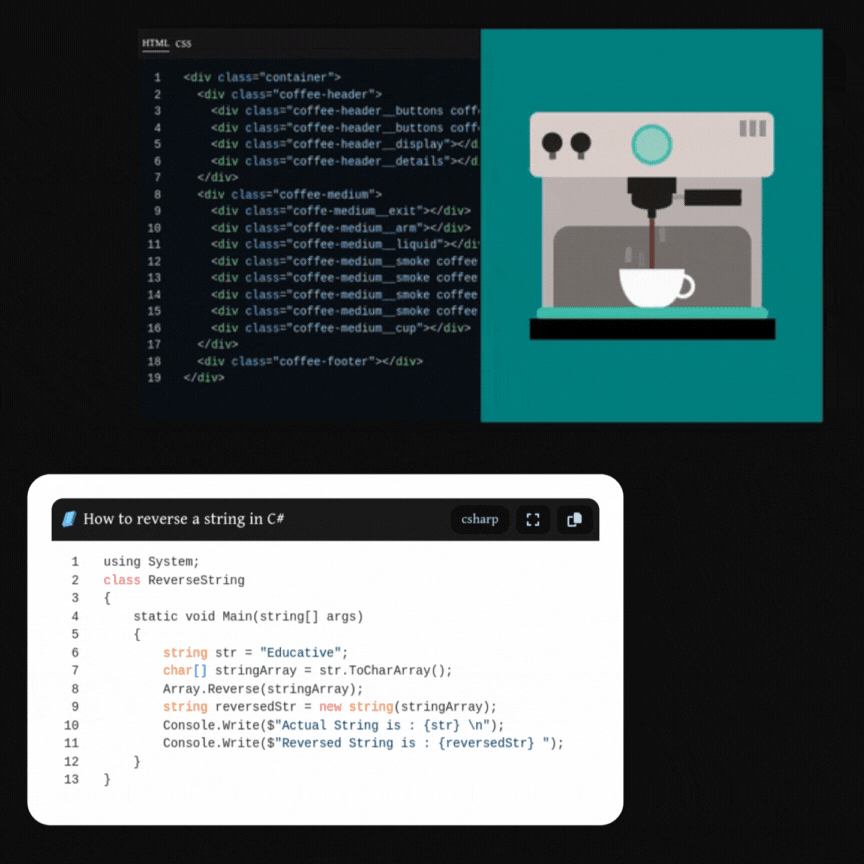 HTML CSS
1 <div class="container">
2 <div class="coffee-header">
3 <div class="coffee-header__buttons
4 <div class="coffee-header__buttons
5 <div class="coffee-header__display"></
6 <div class="coffee-header__details"></
7 </div>
8 <div class="coffee-medium">
9 <div class="coffe-medium__exit"></div>
10 <div class="coffee-medium__arm"></div>
11 <div class="coffee-medium__liquid"></
12 <div class="coffee-medium__smoke coffee
13 <div class="coffee-medium__smoke coffee
14 <div class="coffee-medium__smoke coffee
15 <div class="coffee-medium__smoke coffee
16 <div class="coffee-medium__cup"></div>
17 </div>
18 <div class="coffee-footer"></div>
19 </div>
How to reverse a string in C# csharp
1 using System;
2 class ReverseString
3 {
4 static void Main(string[] args)
5 {
6 string str = "Educative";
7 char[] stringArray = str.ToCharArray();
8 Array.Reverse(stringArray);
9 string reversedStr = new string(stringArray);
10 Console.Write($"Actual String is : {str} \n");
11 Console.Write($"Reversed String is : {reversedStr} ");
12 }
13 }